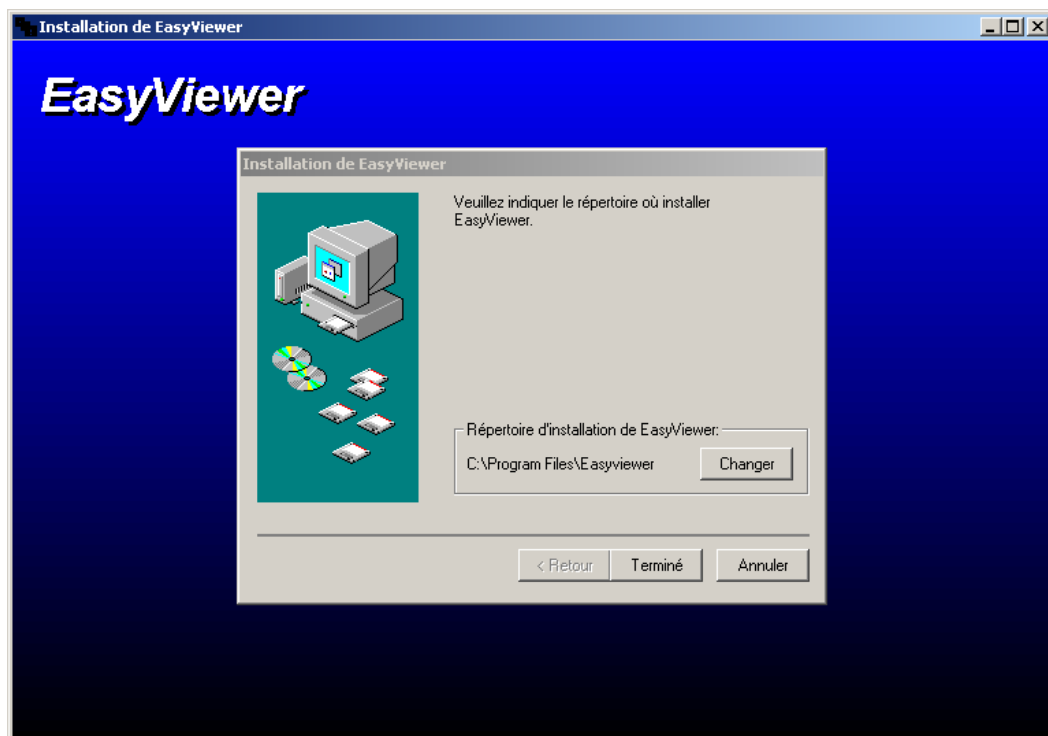 Installation de EasyViewer
EasyViewer
Installation de EasyViewer
Veuillez indiquer le répertoire où installer
EasyViewer.
Répertoire d'installation de EasyViewer:
C:\Program Files\Easyviewer
Changer
< Retour
Terminé
Annuler